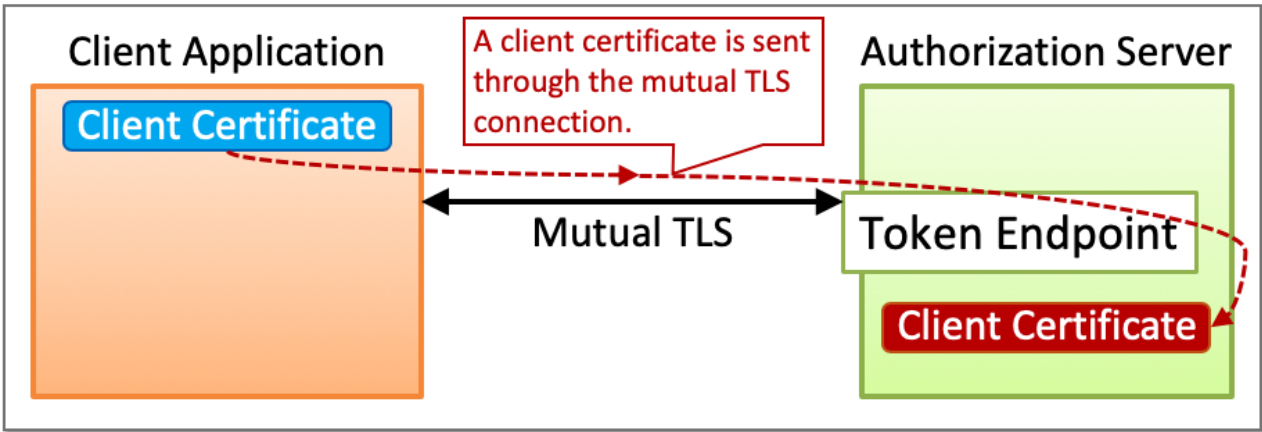 Client Application
A client certificate is sent
through the mutual TLS
connection.
Authorization Server
Client Certificate
Mutual TLS
Token Endpoint
Client Certificate